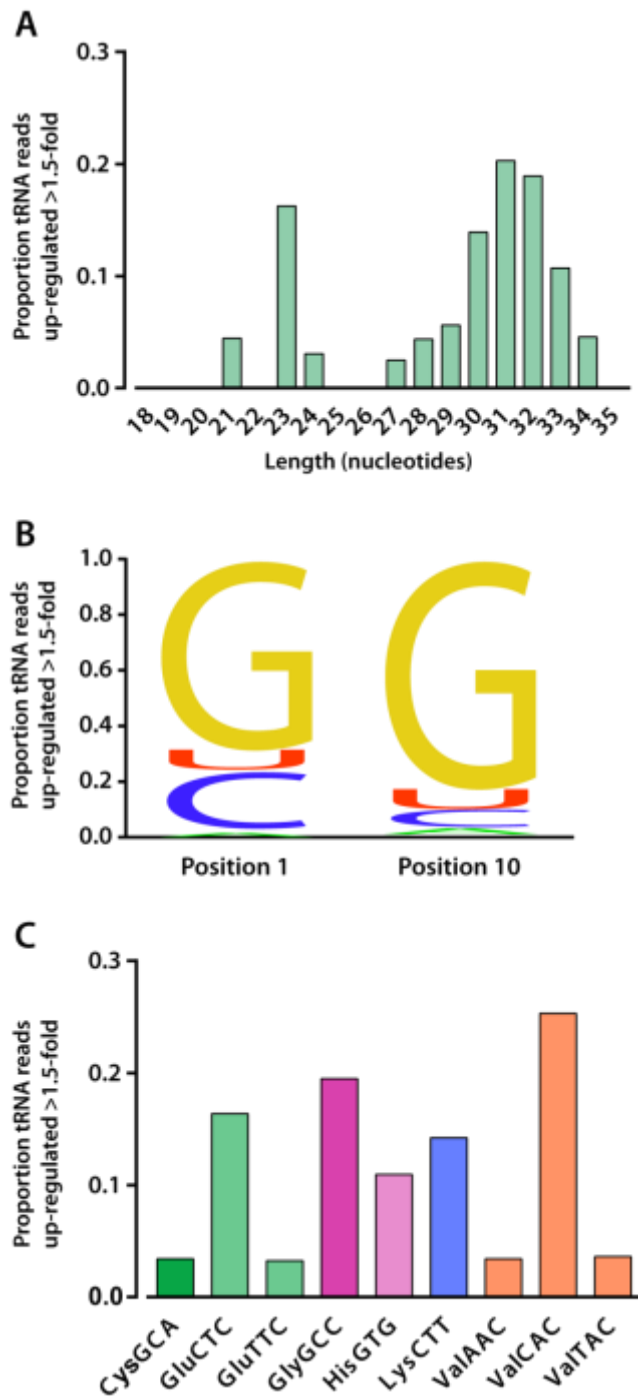 A
Proportion tRNA reads
up-regulated >1.5-fold
0.3
0.2
0.1
0.0
18 19 20 21 22 23 24 25 26 27 28 29 30 31 32 33 34 35
Length (nucleotides)
B
Proportion tRNA reads
up-regulated >1.5-fold
1.0
0.8
0.6
0.4
0.2
0.0
G
U
C
G
U
C
Position 1 Position 10
C
Proportion tRNA reads
up-regulated >1.5-fold
0.3
0.2
0.1
0.0
CysGCA GluCTC GluTTC GlyGCC HisGTG LysCTT ValAAC ValCAC ValTAC